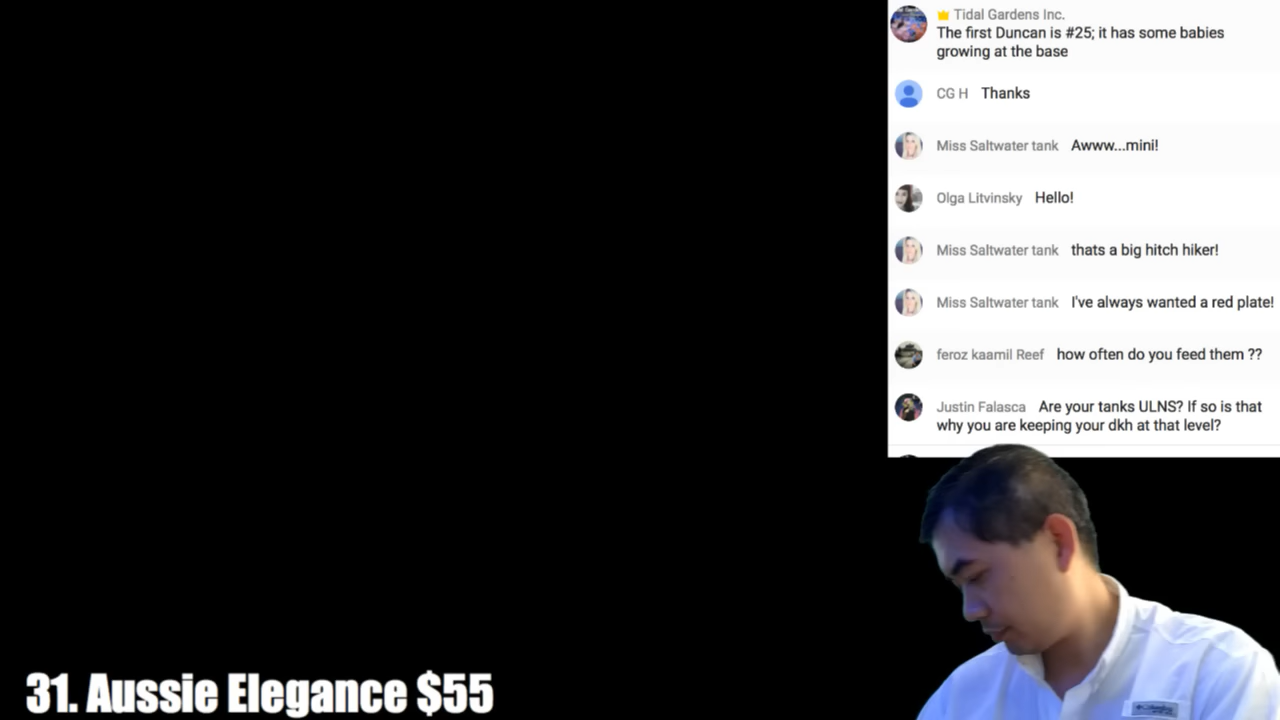 Tidal Gardens Inc.
The first Duncan is #25; it has some babies
growing at the base
CG H Thanks
Miss Saltwater tank Awww...mini!
Olga Litvinsky Hello!
Miss Saltwater tank thats a big hitch hiker!
Miss Saltwater tank I've always wanted a red plate!
feroz kaamil Reef how often do you feed them ??
Justin Falasca Are your tanks ULNS? If so is that
why you are keeping your dkh at that level?
Columbia
31. Aussie Elegance $55